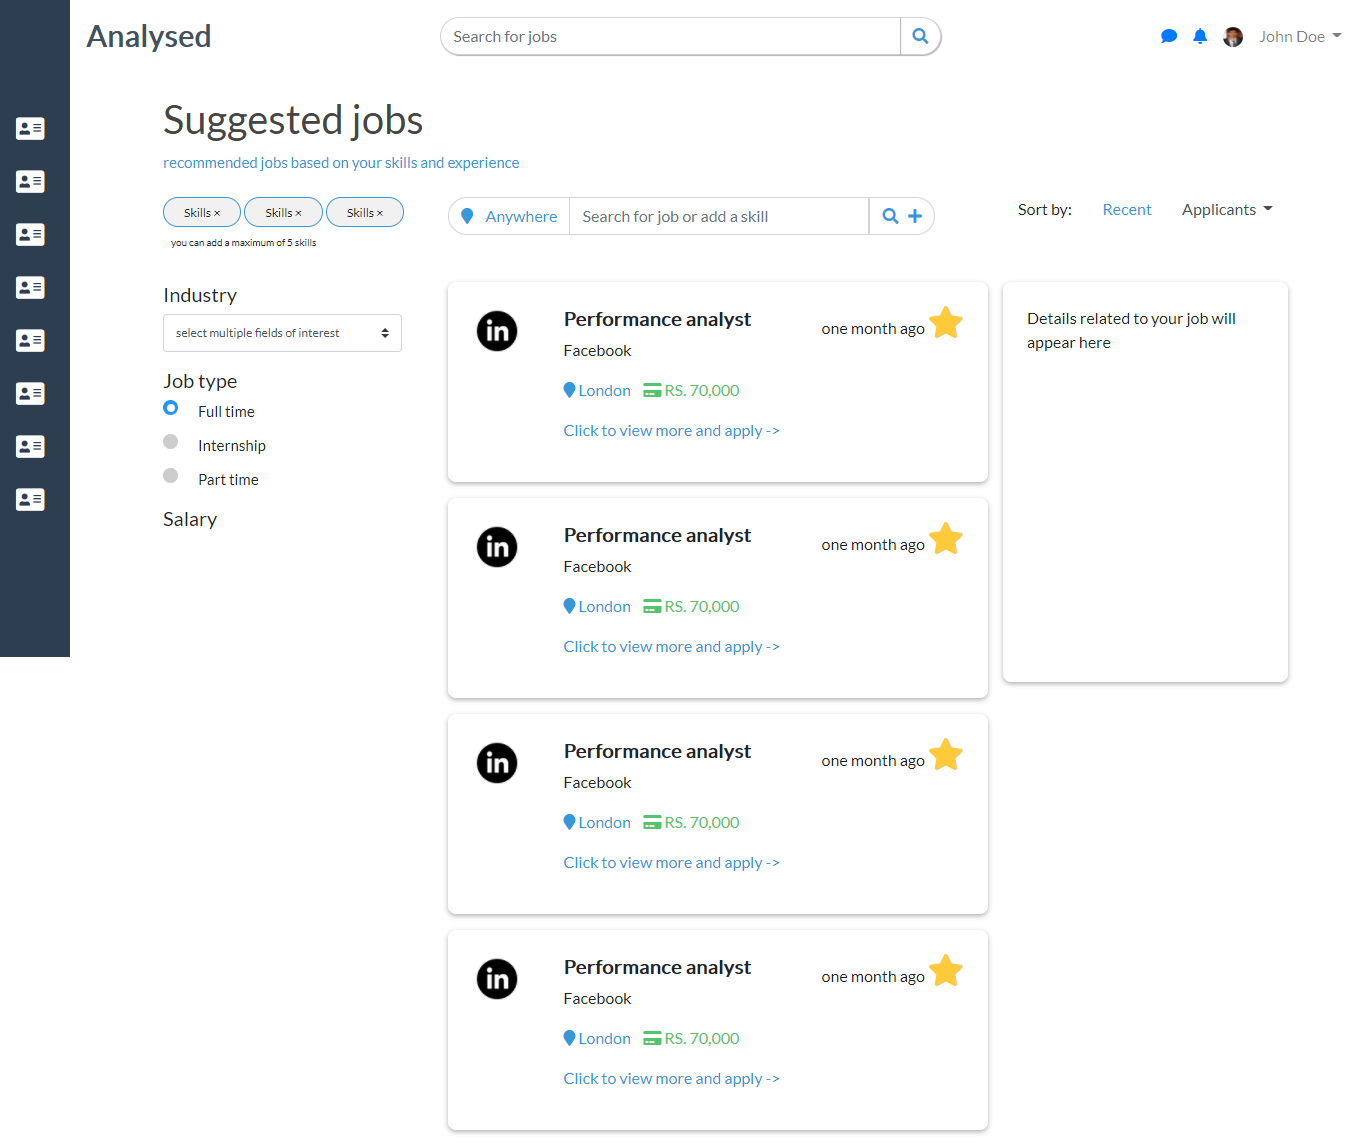 Analysed
Search for jobs
John Doe
Suggested jobs
recommended jobs based on your skills and experience
Skills × Skills × Skills ×
you can add a maximum of 5 skills
Anywhere Search for job or add a skill
Sort by: Recent Applicants
Industry
select multiple fields of interest
Job type
Full time
Internship
Part time
Salary
in
Performance analyst
one month ago
Facebook
London RS. 70,000
Click to view more and apply ->
in
Performance analyst
one month ago
Facebook
London RS. 70,000
Click to view more and apply ->
in
Performance analyst
one month ago
Facebook
London RS. 70,000
Click to view more and apply ->
in
Performance analyst
one month ago
Facebook
London RS. 70,000
Click to view more and apply ->
Details related to your job will
appear here